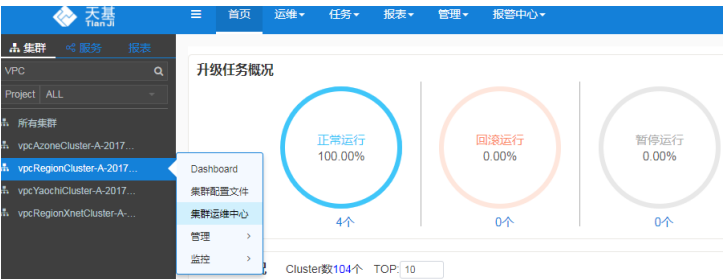 天基
TianJi
首页 运维 任务 报表 管理 报警中心
集群 服务 报表
VPC
Project ALL
所有集群
vpcAzoneCluster-A-2017...
vpcRegionCluster-A-2017
vpcYaochiCluster-A-2017...
vpcRegionXnetCluster-A-...
Dashboard
集群配置文件
集群运维中心
管理
监控
升级任务概况
正常运行
100.00%
4个
回滚运行
0.00%
0个
暂停运行
0.00%
0个
Cluster数104个 TOP: 10